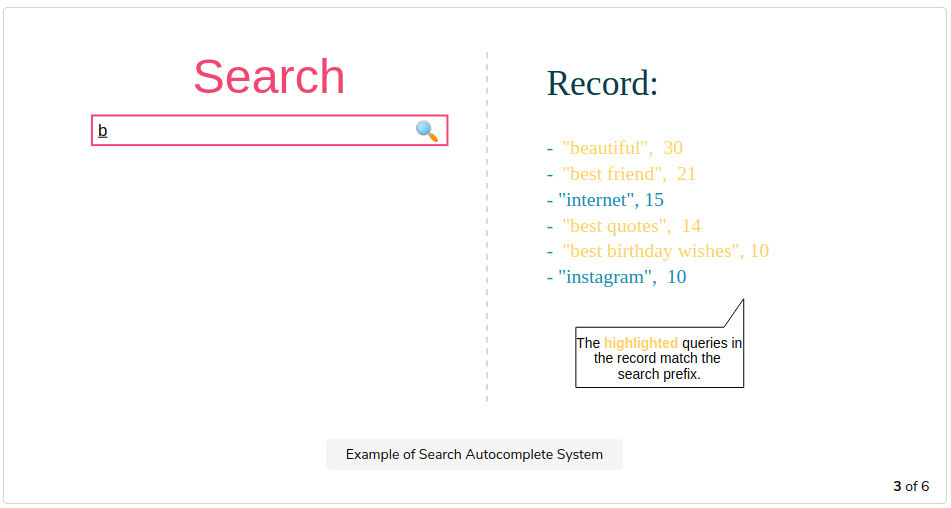 Search
b
Record:
- "beautiful", 30
- "best friend", 21
- "internet", 15
- "best quotes", 14
- "best birthday wishes", 10
- "instagram", 10
The highlighted queries in
the record match the
search prefix.
Example of Search Autocomplete System
3 of 6